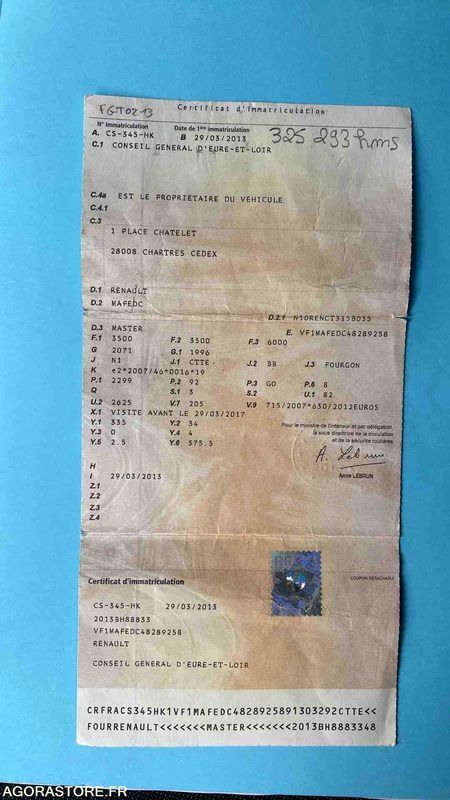 FGT0213
Certificat d'immatriculation
N° Immatriculation Date de 1ère immatriculation
A. CS-345-HK B 29/03/2013 325 293 kms
C.1 CONSEIL GENERAL D'EURE-ET-LOIR
C.4a EST LE PROPRIÉTAIRE DU VÉHICULE
C.4.1
C.3
1 PLACE CHATELET
28008 CHARTRES CEDEX
D.1 RENAULT
D.2 MAFEDC
D.2.1 N10RENCT3158035
D.3 MASTER E. VF1MAFEDC48289258
F.1 3500 F.2 3500 F.3 6000
G 2071 G.1 1996
J N1 J.1 CTTE J.2 BB J.3 FOURGON
K e2*2007/46*0016*19
P.1 2299 P.2 92 P.3 GO P.6 8
Q S.1 3 S.2 U.1 82
U.2 2625 V.7 205 V.9 715/2007*630/2012EURO5
X.1 VISITE AVANT LE 29/03/2017
Y.1 335 Y.2 34
Y.3 0 Y.4 4
Y.5 2.5 Y.6 375.5
Pour le ministre de l'intérieur et par délégation,
la sous directrice de la circulation
et de la sécurité routières
A. Lebrun
Anne LEBRUN
H
I 29/03/2013
Z.1
Z.2
Z.3
Z.4
Certificat d'immatriculation COUPON DÉTACHABLE
CS-345-HK 29/03/2013
2013BH88833
VF1MAFEDC48289258
RENAULT
CONSEIL GENERAL D'EURE-ET-LOIR
CRFRACS345HK1VF1MAFEDC4828925891303292CTTE<<
FOURRENAULT<<<<<<<MASTER<<<<<<<2013BH8883348
AGORASTORE.FR